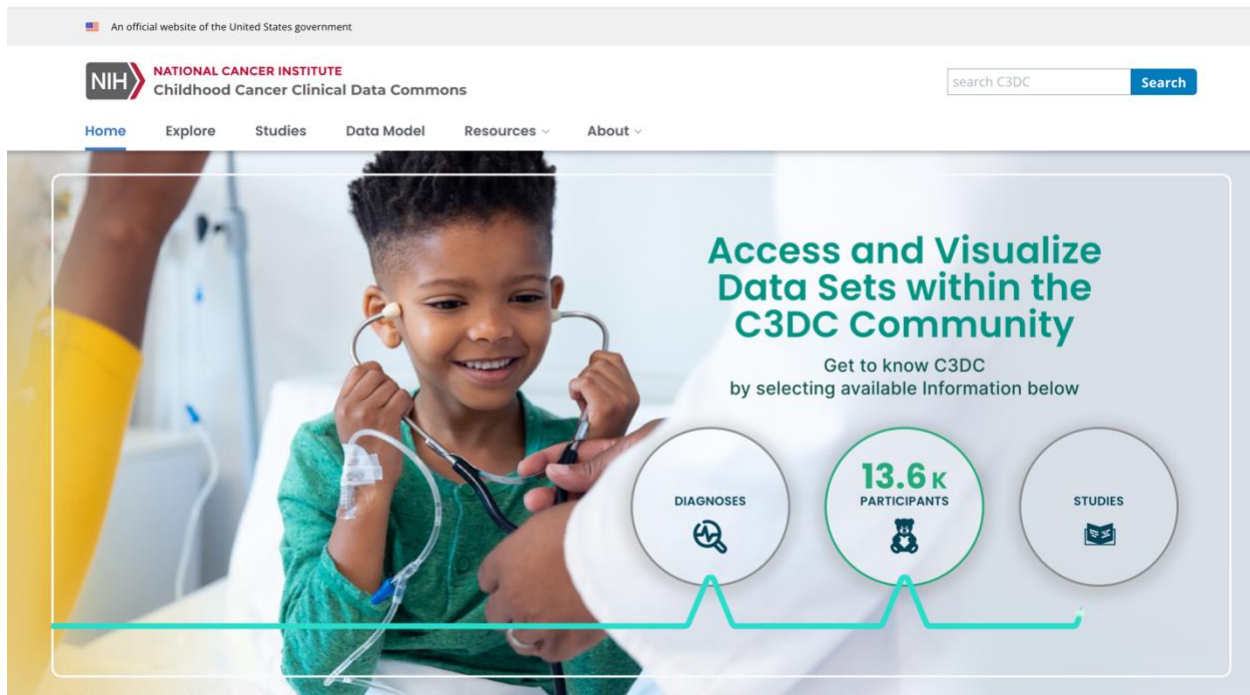 An official website of the United States government
NIH
NATIONAL CANCER INSTITUTE
Childhood Cancer Clinical Data Commons
search C3DC
Search
Home Explore Studies Data Model Resources About
Access and Visualize
Data Sets within the
C3DC Community
Get to know C3DC
by selecting available Information below
DIAGNOSES
13.6 K
PARTICIPANTS
STUDIES